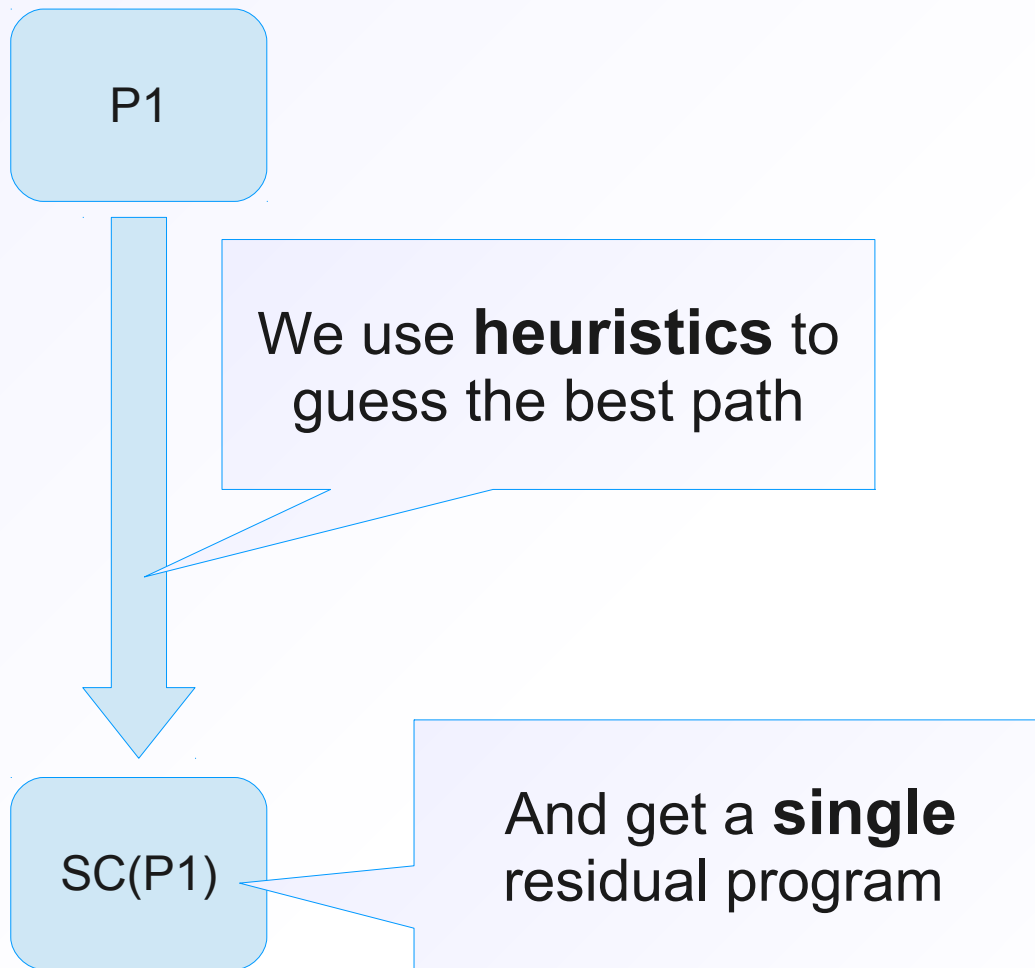 P1
We use heuristics to
guess the best path
And get a single
residual program
SC(P1)